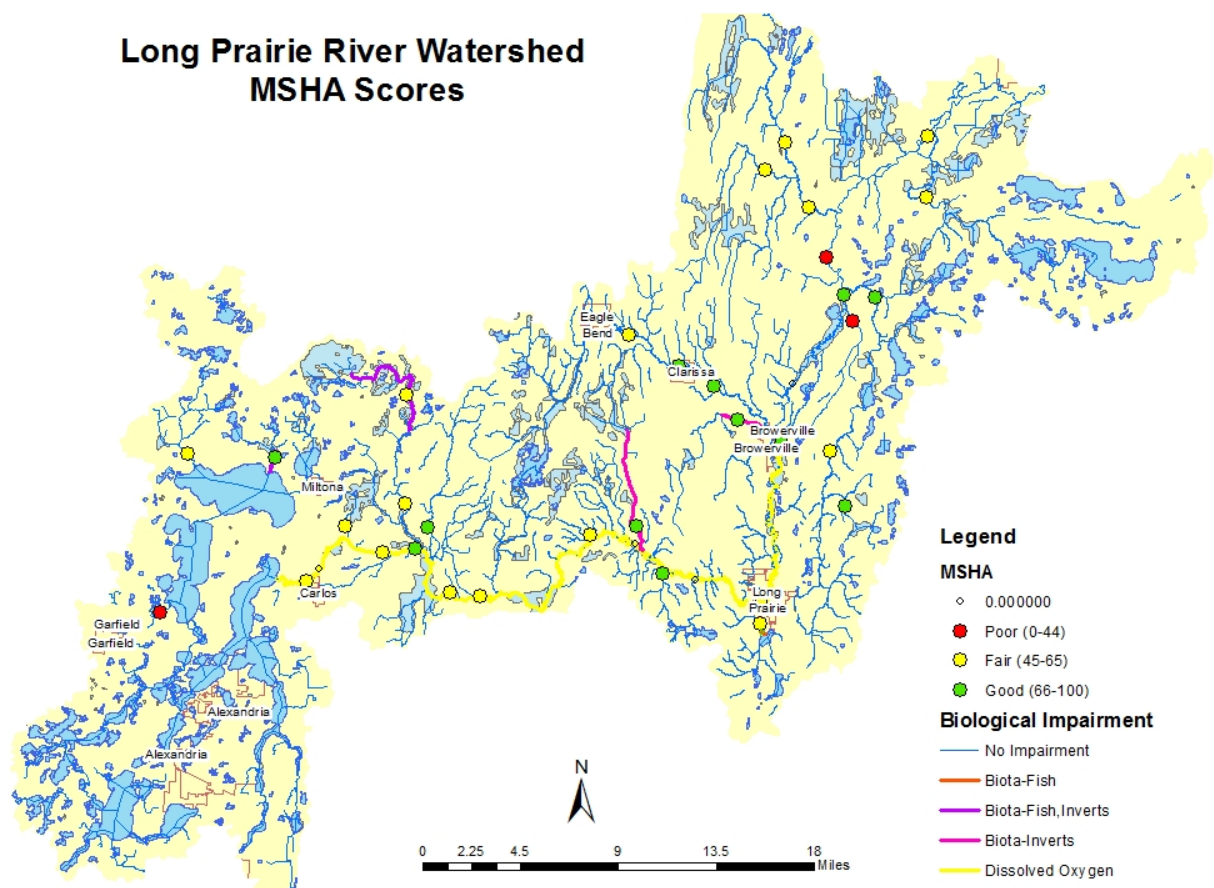 Long Prairie River Watershed
MSHA Scores
Eagle
Bend
Clarissa
Browerville
Browerville
Miltona
Carlos
Long
Prairie
Garfield
Garfield
Alexandria
Alexandria
N
0 2.25 4.5 9 13.5 18
Miles
Legend
MSHA
0.000000
Poor (0-44)
Fair (45-65)
Good (66-100)
Biological Impairment
No Impairment
Biota-Fish
Biota-Fish,Inverts
Biota-Inverts
Dissolved Oxygen